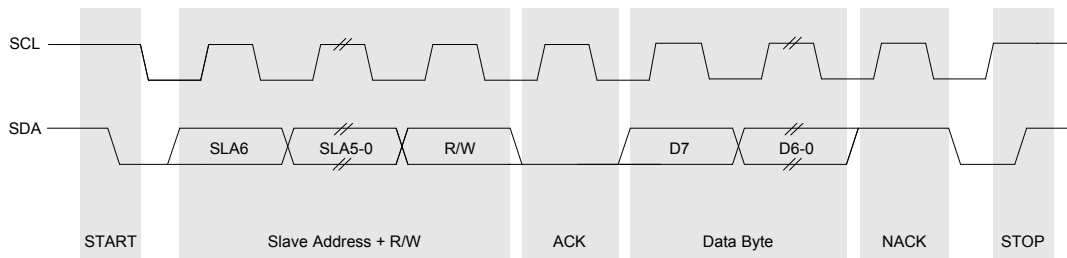 SCL
SDA
SLA6 SLA5-0 R/W D7 D6-0
START Slave Address + R/W ACK Data Byte NACK STOP